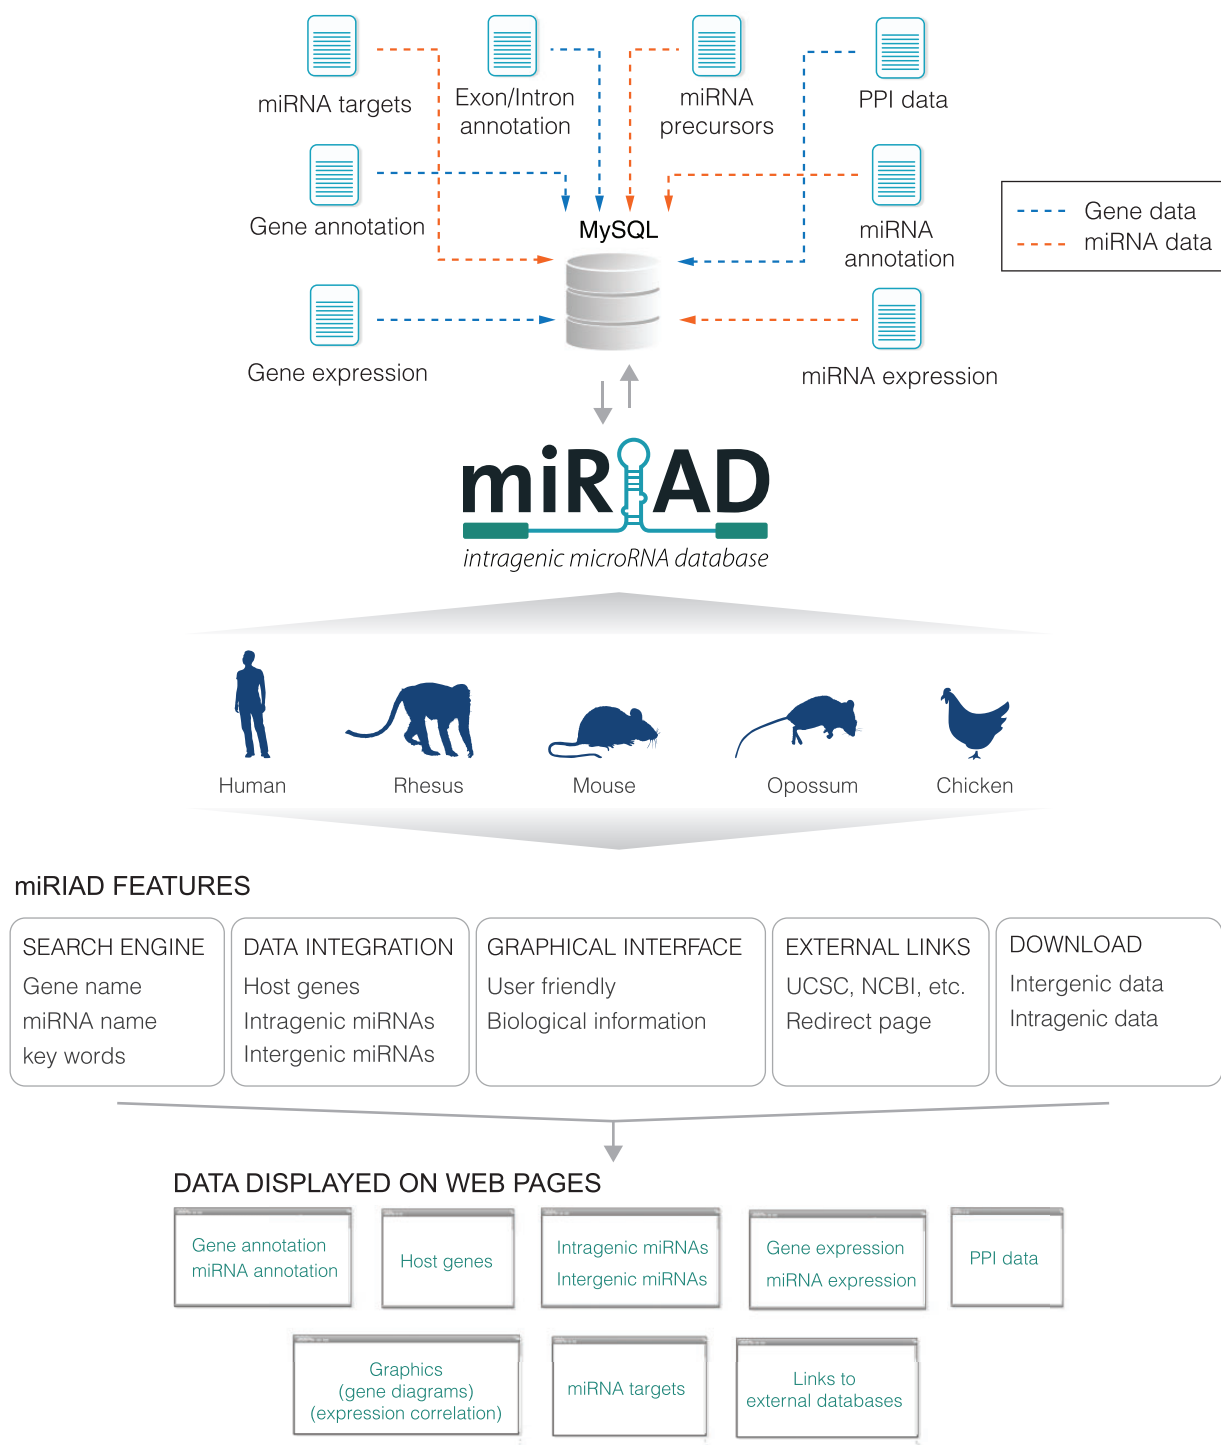 miRNA targets
Exon/Intron
annotation
miRNA
precursors
PPI data
Gene annotation
MySQL
miRNA
annotation
Gene data
miRNA data
Gene expression
miRNA expression
miRIAD
intragenic microRNA database
Human
Rhesus
Mouse
Opossum
Chicken
miRIAD FEATURES
SEARCH ENGINE
Gene name
miRNA name
key words
DATA INTEGRATION
Host genes
Intragenic miRNAs
Intergenic miRNAs
GRAPHICAL INTERFACE
User friendly
Biological information
EXTERNAL LINKS
UCSC, NCBI, etc.
Redirect page
DOWNLOAD
Intergenic data
Intragenic data
DATA DISPLAYED ON WEB PAGES
Gene annotation
miRNA annotation
Host genes
Intragenic miRNAs
Intergenic miRNAs
Gene expression
miRNA expression
PPI data
Graphics
(gene diagrams)
(expression correlation)
miRNA targets
Links to
external databases